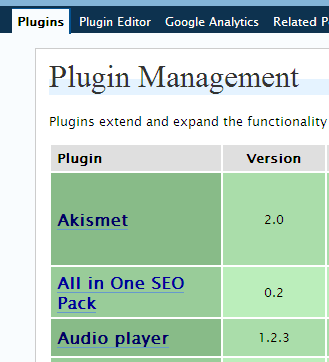 Plugins Plugin Editor Google Analytics Related
Plugin Management
Plugins extend and expand the functionality
Plugin Version
Akismet 2.0
All in One SEO
Pack 0.2
Audio player 1.2.3